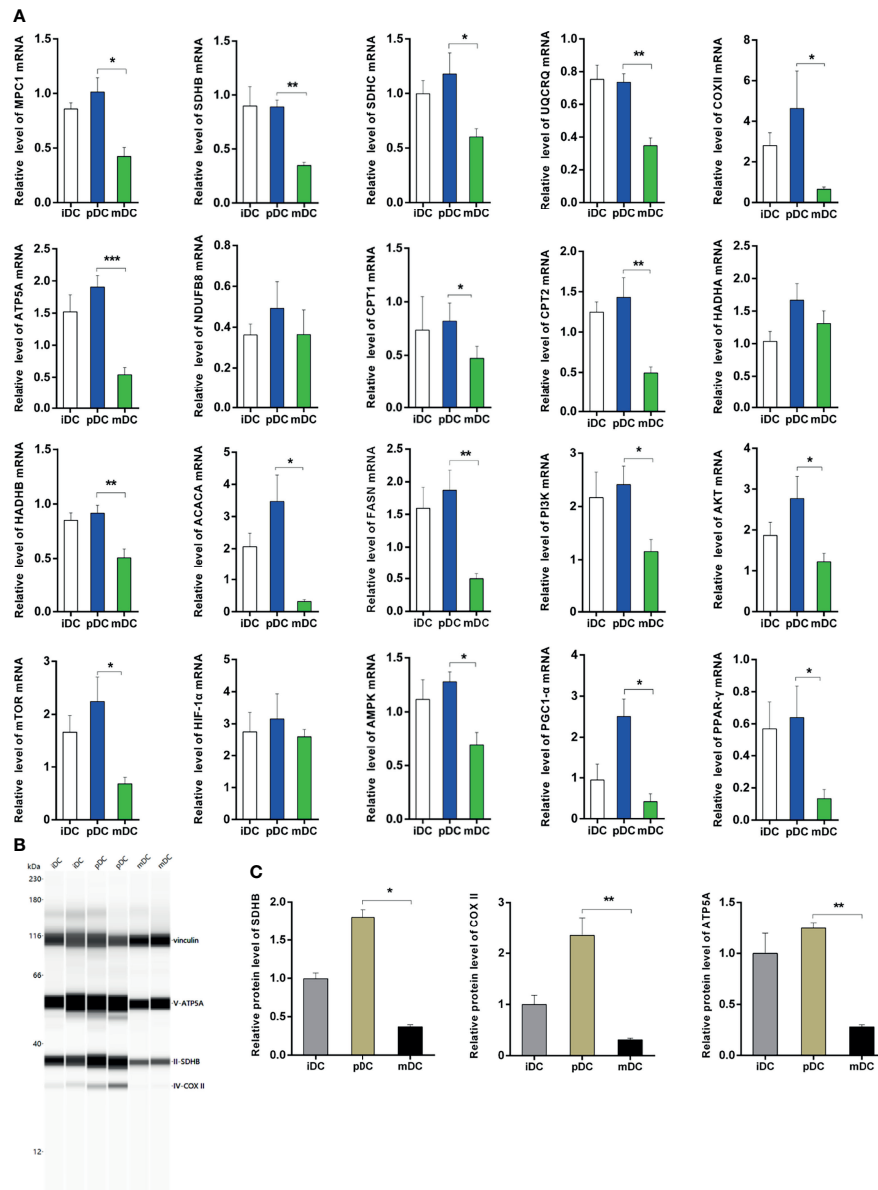 A
Relative level of MPC1 mRNA
1.5
1.0
0.5
0.0
*
iDC pDC mDC
Relative level of SDHB mRNA
1.5
1.0
0.5
0.0
**
iDC pDC mDC
Relative level of SDHC mRNA
1.5
1.0
0.5
0.0
*
iDC pDC mDC
Relative level of UQCRQ mRNA
0.8
0.6
0.4
0.2
0.0
**
iDC pDC mDC
Relative level of COXII mRNA
8
6
4
2
0
*
iDC pDC mDC
Relative level of ATP5A mRNA
2.5
2.0
1.5
1.0
0.5
0.0
***
iDC pDC mDC
Relative level of NDUFB8 mRNA
0.8
0.6
0.4
0.2
0.0
iDC pDC mDC
Relative level of CPT1 mRNA
1.5
1.0
0.5
0.0
*
iDC pDC mDC
Relative level of CPT2 mRNA
2.0
1.5
1.0
0.5
0.0
**
iDC pDC mDC
Relative level of HADHA mRNA
2.5
2.0
1.5
1.0
0.5
0.0
iDC pDC mDC
Relative level of HADHB mRNA
1.5
1.0
0.5
0.0
**
iDC pDC mDC
Relative level of ACACA mRNA
5
4
3
2
1
0
*
iDC pDC mDC
Relative level of FASN mRNA
2.5
2.0
1.5
1.0
0.5
0.0
**
iDC pDC mDC
Relative level of PI3K mRNA
3
2
1
0
*
iDC pDC mDC
Relative level of AKT mRNA
4
3
2
1
0
*
iDC pDC mDC
Relative level of mTOR mRNA
3
2
1
0
*
iDC pDC mDC
Relative level of HIF-1α mRNA
5
4
3
2
1
0
iDC pDC mDC
Relative level of AMPK mRNA
1.5
1.0
0.5
0.0
*
iDC pDC mDC
Relative level of PGC1-α mRNA
4
3
2
1
0
*
iDC pDC mDC
Relative level of PPAR-γ mRNA
1.0
0.8
0.6
0.4
0.2
0.0
*
iDC pDC mDC
B
kDa
iDC iDC pDC pDC mDC mDC
230
180
116
66
40
12
vinculin
V-ATP5A
II-SDHB
IV-COX II
C
Relative protein level of SDHB
2.0
1.5
1.0
0.5
0.0
*
iDC pDC mDC
Relative protein level of COX II
3
2
1
0
**
iDC pDC mDC
Relative protein level of ATP5A
1.5
1.0
0.5
0.0
**
iDC pDC mDC